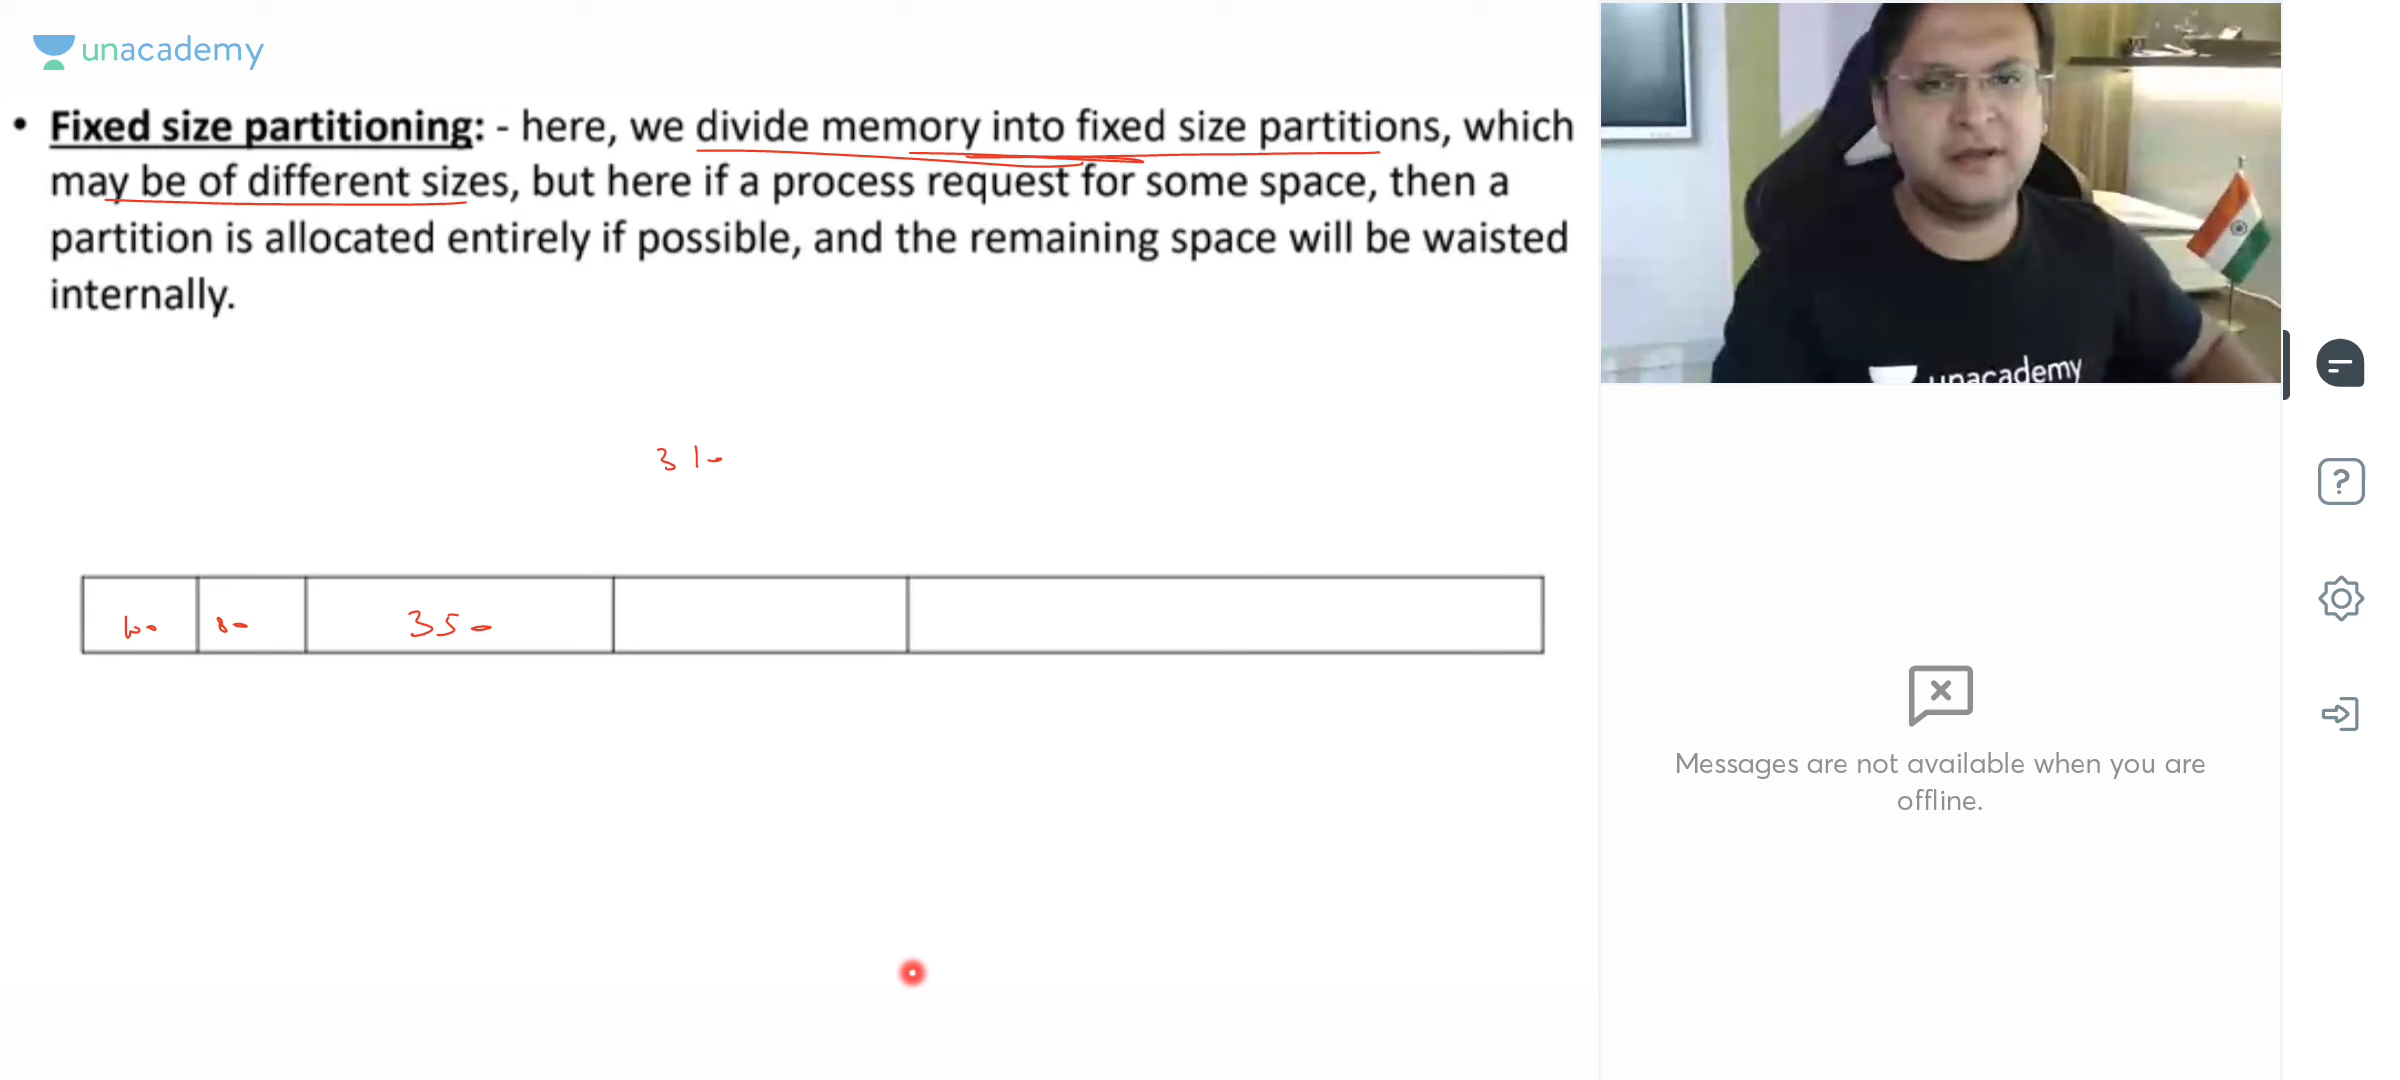 unacademy
• Fixed size partitioning: - here, we divide memory into fixed size partitions, which
may be of different sizes, but here if a process request for some space, then a
partition is allocated entirely if possible, and the remaining space will be waisted
internally.
310
350
unacademy
?
Messages are not available when you are
offline.